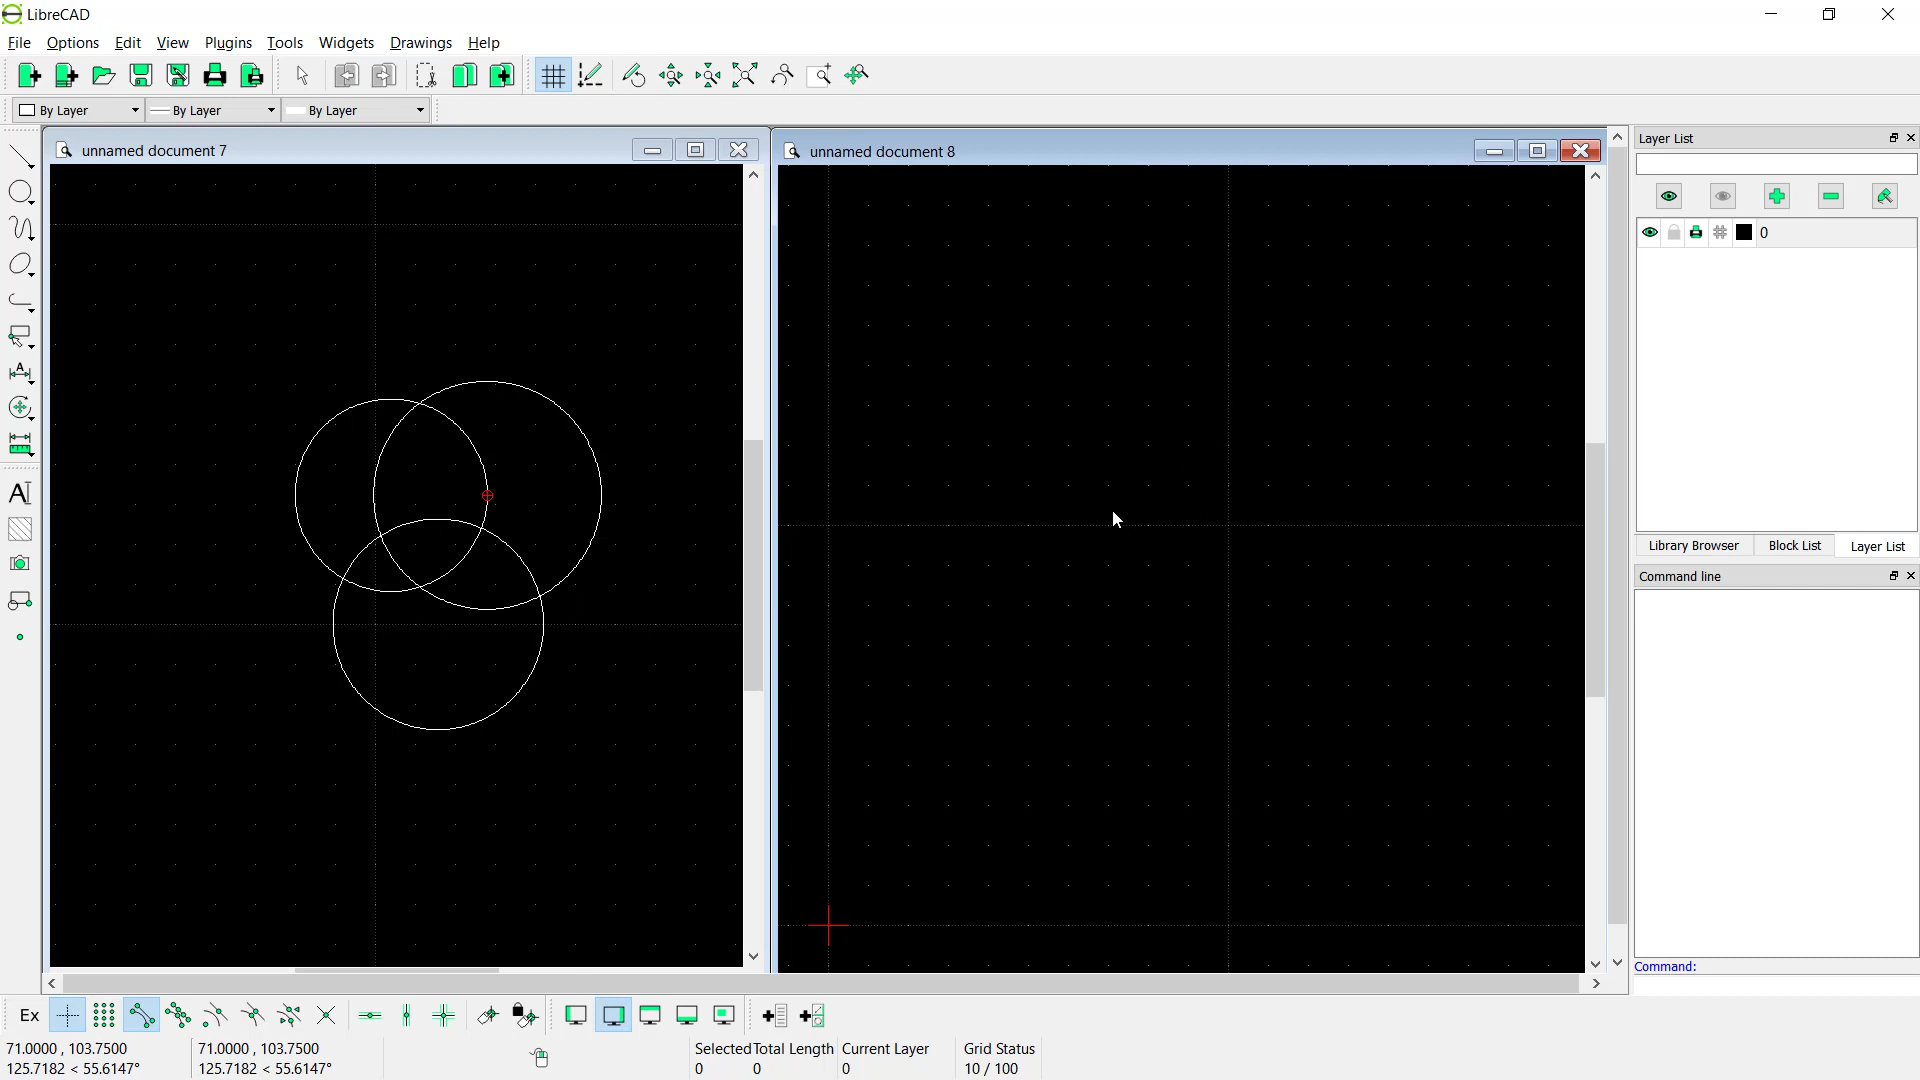 LibreCAD
File Options Edit View Plugins Tools Widgets Drawings Help
By Layer By Layer By Layer
unnamed document 7
unnamed document 8
Layer List
0
Library Browser Block List Layer List
Command line
Command:
Ex
71.0000 , 103.7500 71.0000 , 103.7500 Selected Total Length Current Layer Grid Status
125.7182 < 55.6147° 125.7182 < 55.6147° 0 0 0 10 / 100